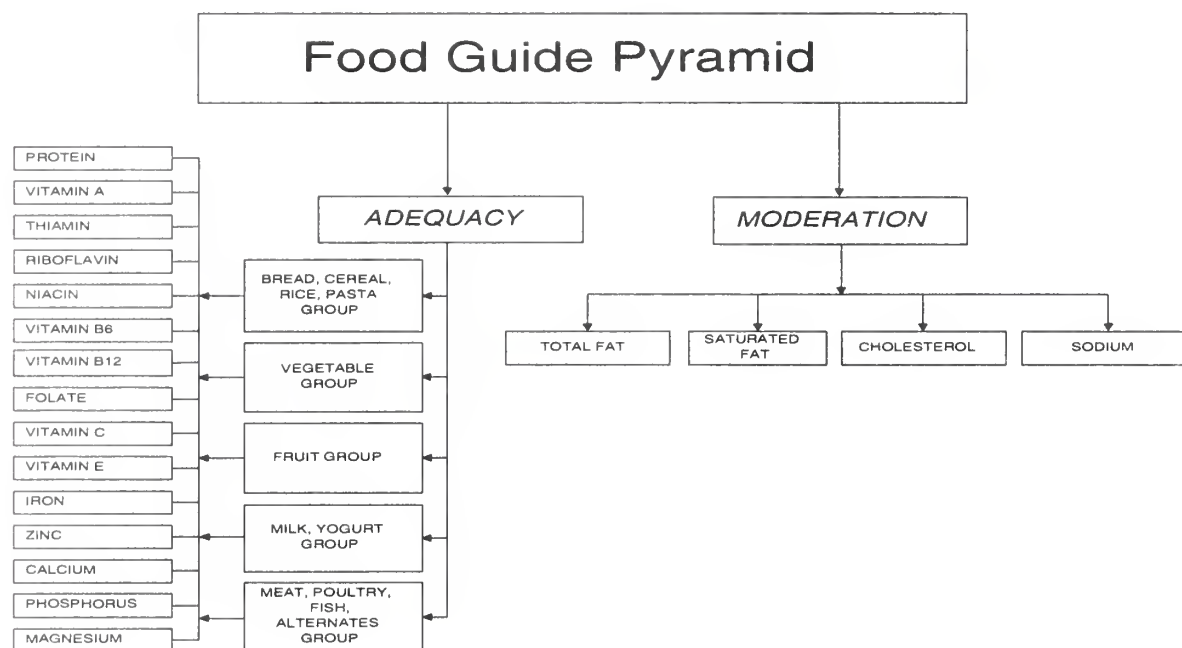 Food Guide Pyramid
ADEQUACY
MODERATION
PROTEIN
VITAMIN A
THIAMIN
RIBOFLAVIN
NIACIN
VITAMIN B6
VITAMIN B12
FOLATE
VITAMIN C
VITAMIN E
IRON
ZINC
CALCIUM
PHOSPHORUS
MAGNESIUM
BREAD, CEREAL,
RICE, PASTA
GROUP
VEGETABLE
GROUP
FRUIT GROUP
MILK, YOGURT
GROUP
MEAT, POULTRY,
FISH,
ALTERNATES
GROUP
TOTAL FAT
SATURATED
FAT
CHOLESTEROL
SODIUM